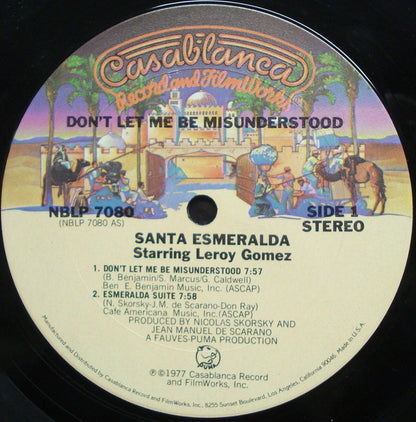 Casablanca
Record and FilmWorks
DON'T LET ME BE MISUNDERSTOOD
NBLP 7080
(NBLP 7080 AS)
SIDE 1
STEREO
SANTA ESMERALDA
Starring Leroy Gomez
1. DON'T LET ME BE MISUNDERSTOOD 7:57
(B. Benjamin/S. Marcus/G. Caldwell)
Ben E. Benjamin Music, Inc. (ASCAP)
2. ESMERALDA SUITE 7:58
(N. Skorsky-J.M. de Scarano-Don Ray)
Cafe Americana Music, Inc.(ASCAP)
PRODUCED BY NICOLAS SKORSKY and
JEAN MANUEL DE SCARANO
A FAUVES-PUMA PRODUCTION
PUMA
℗©1977 Casablanca Record
and FilmWorks, Inc.
Manufactured and Distributed by Casablanca Record and FilmWorks, Inc., 8255 Sunset Boulevard, Los Angeles, California 90046. Made in U.S.A.